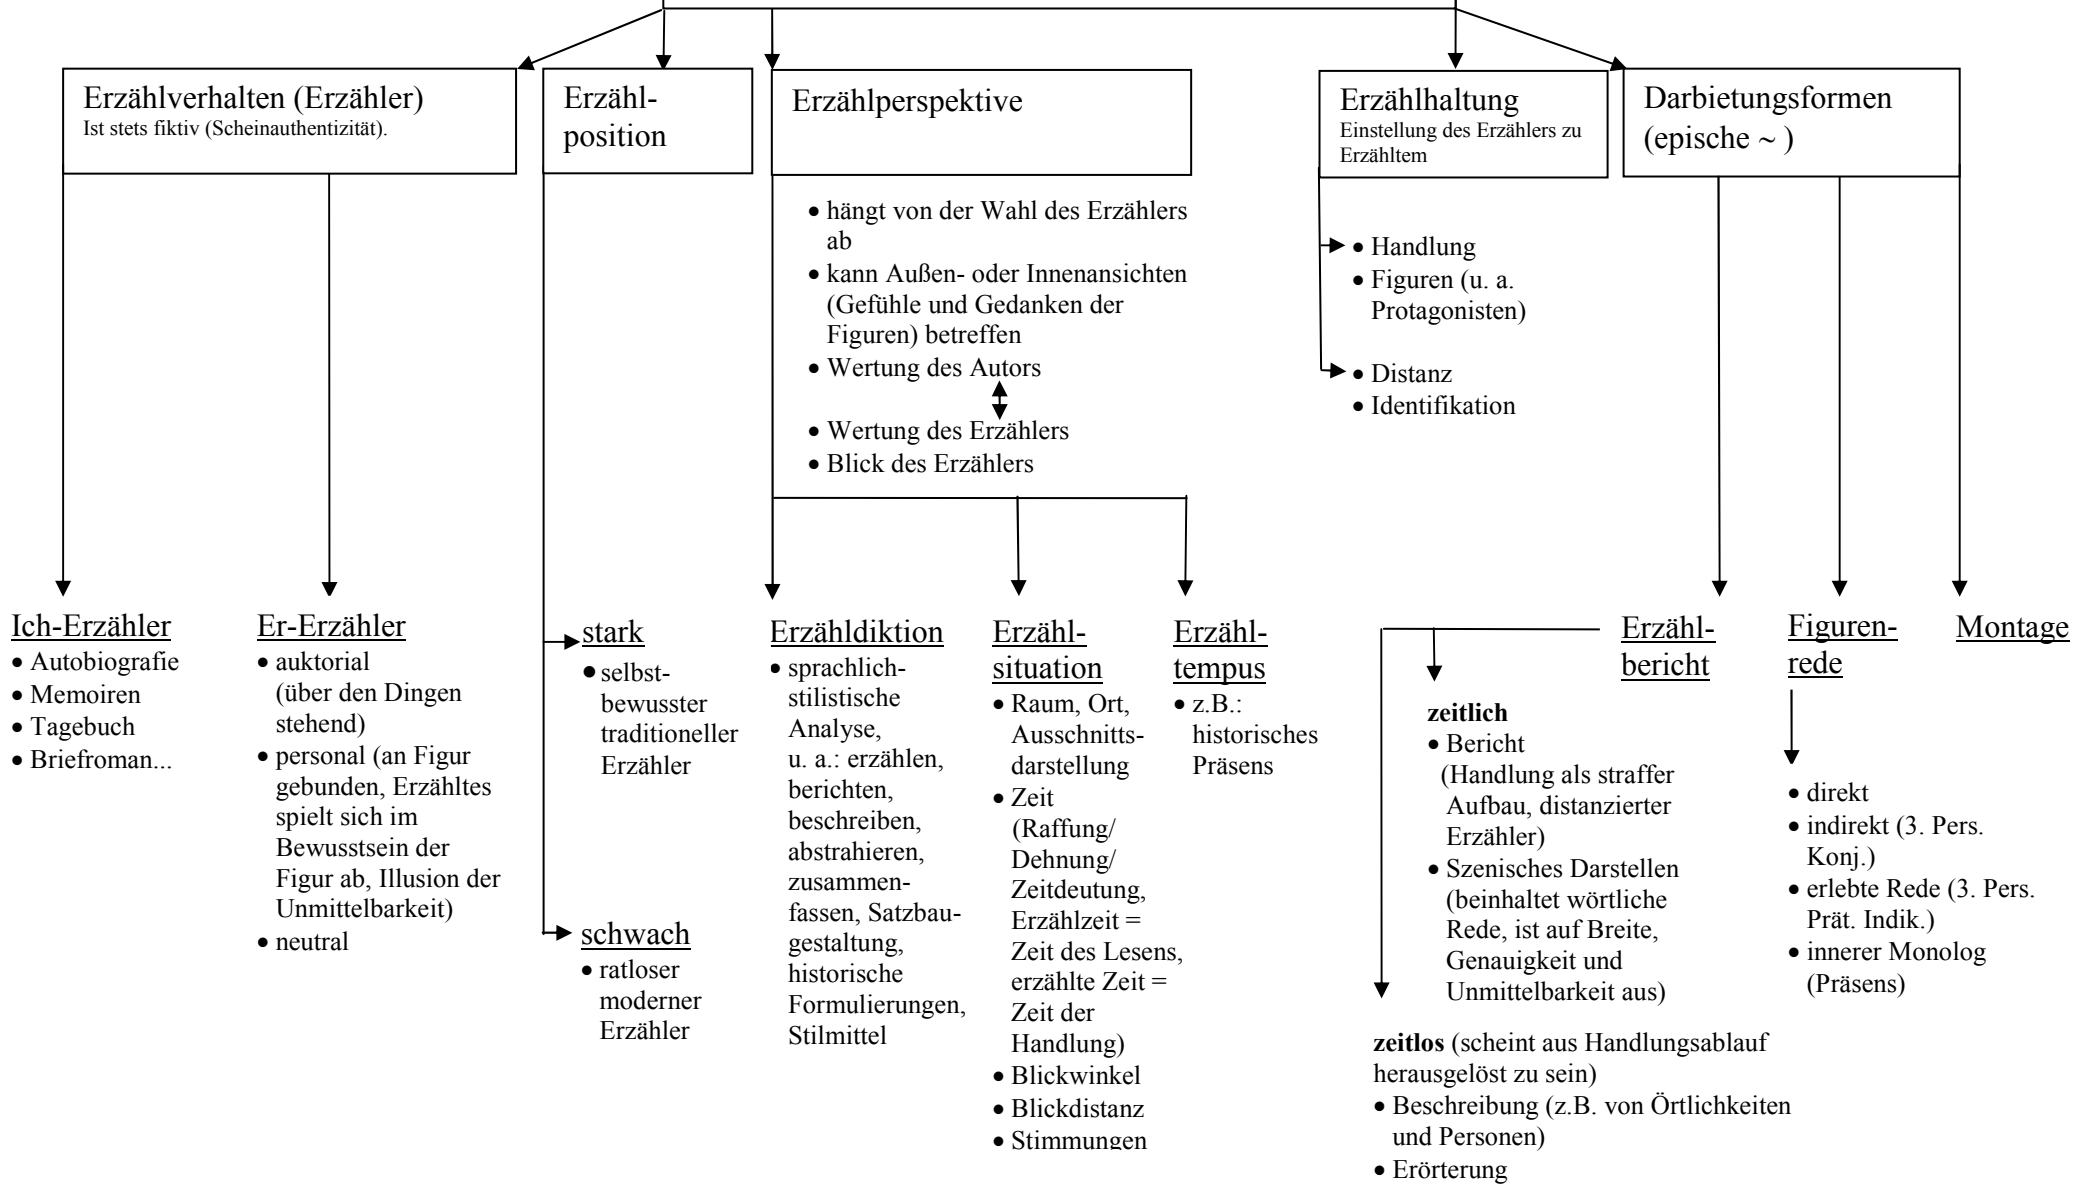 Erzählverhalten (Erzähler)
Ist stets fiktiv (Scheinauthentizität).
Erzähl-
position
Erzählperspektive
Erzählhaltung
Einstellung des Erzählers zu
Erzähltem
Darbietungsformen
(epische ~ )
• hängt von der Wahl des Erzählers
ab
• kann Außen- oder Innenansichten
(Gefühle und Gedanken der
Figuren) betreffen
• Wertung des Autors
• Wertung des Erzählers
• Blick des Erzählers
• Handlung
• Figuren (u. a.
Protagonisten)
• Distanz
• Identifikation
Ich-Erzähler
• Autobiografie
• Memoiren
• Tagebuch
• Briefroman...
Er-Erzähler
• auktorial
(über den Dingen
stehend)
• personal (an Figur
gebunden, Erzähltes
spielt sich im
Bewusstsein der
Figur ab, Illusion der
Unmittelbarkeit)
• neutral
stark
• selbst-
bewusster
traditioneller
Erzähler
schwach
• ratloser
moderner
Erzähler
Erzähldiktion
• sprachlich-
stilistische
Analyse,
u. a.: erzählen,
berichten,
beschreiben,
abstrahieren,
zusammen-
fassen, Satzbau-
gestaltung,
historische
Formulierungen,
Stilmittel
Erzähl-
situation
• Raum, Ort,
Ausschnitts-
darstellung
• Zeit
(Raffung/
Dehnung/
Zeitdeutung,
Erzählzeit =
Zeit des Lesens,
erzählte Zeit =
Zeit der
Handlung)
• Blickwinkel
• Blickdistanz
• Stimmungen
Erzähl-
tempus
• z.B.:
historisches
Präsens
Erzähl-
bericht
zeitlich
• Bericht
(Handlung als straffer
Aufbau, distanzierter
Erzähler)
• Szenisches Darstellen
(beinhaltet wörtliche
Rede, ist auf Breite,
Genauigkeit und
Unmittelbarkeit aus)
zeitlos (scheint aus Handlungsablauf
herausgelöst zu sein)
• Beschreibung (z.B. von Örtlichkeiten
und Personen)
• Erörterung
Figuren-
rede
• direkt
• indirekt (3. Pers.
Konj.)
• erlebte Rede (3. Pers.
Prät. Indik.)
• innerer Monolog
(Präsens)
Montage